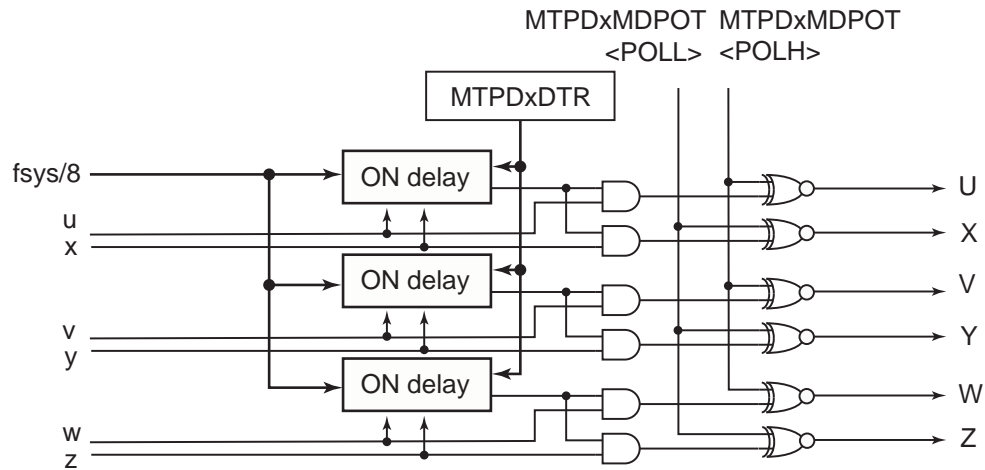 MTPDxMDPOT
<POLL>
MTPDxMDPOT
<POLH>
MTPDxDTR
fsys/8
ON delay
U
u
x
X
ON delay
V
v
y
Y
ON delay
W
w
z
Z